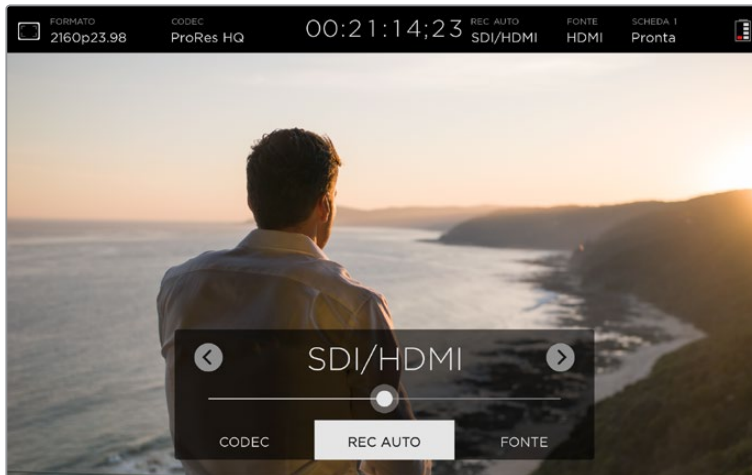 FORMATO
2160p23.98
CODEC
ProRes HQ
00:21:14;23
REC AUTO
SDI/HDMI
FONTE
HDMI
SCHEDA 1
Pronta
SDI/HDMI
CODEC
REC AUTO
FONTE